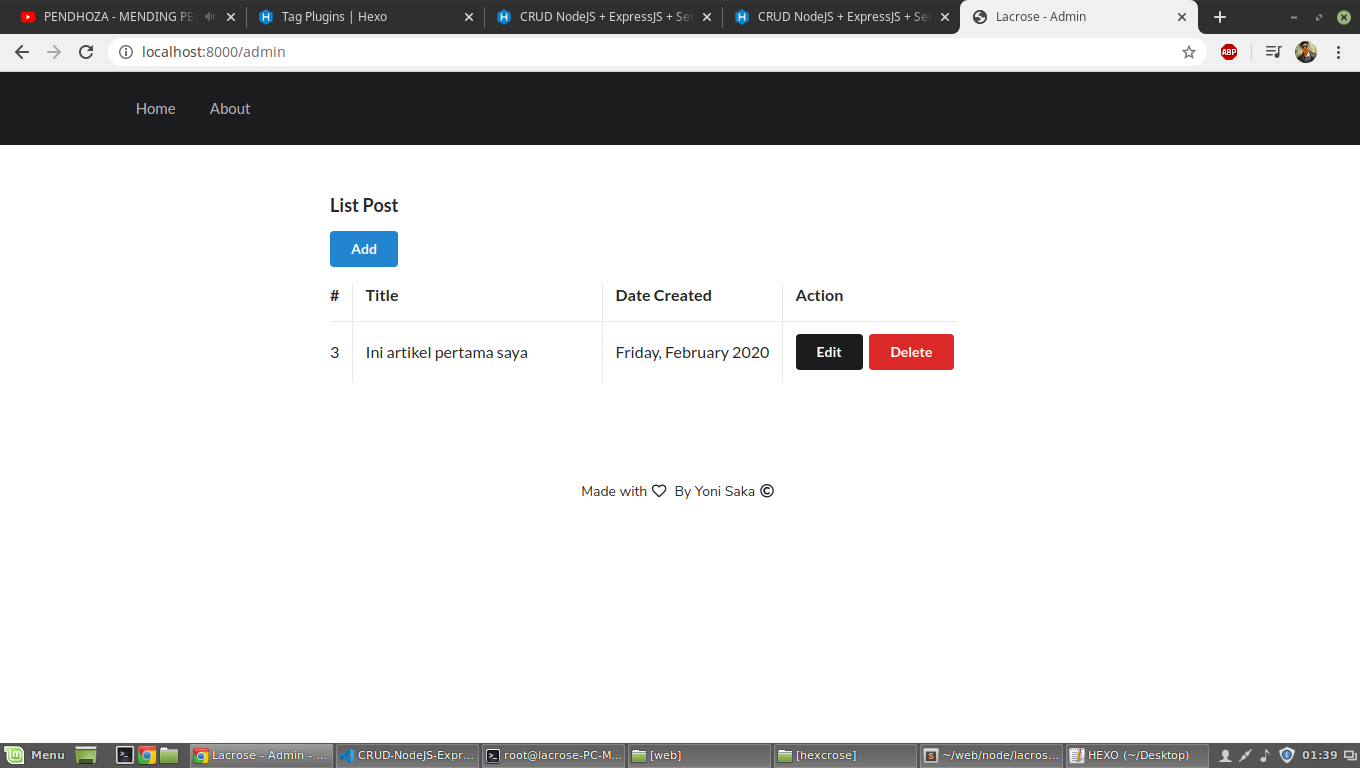 PENDHOZA - MENDING PE
Tag Plugins | Hexo
CRUD NodeJS + ExpressJS + Se
CRUD NodeJS + ExpressJS + Se
Lacrose - Admin
localhost:8000/admin
ABP
Home
About
List Post
Add
# Title Date Created Action
3 Ini artikel pertama saya Friday, February 2020 Edit Delete
Made with By Yoni Saka ©
Menu
Lacrose - Admin - ...
CRUD-NodeJS-Expr...
root@lacrose-PC-M...
[web]
[hexcrose]
~/web/node/lacros...
HEXO (~/Desktop)
01:39